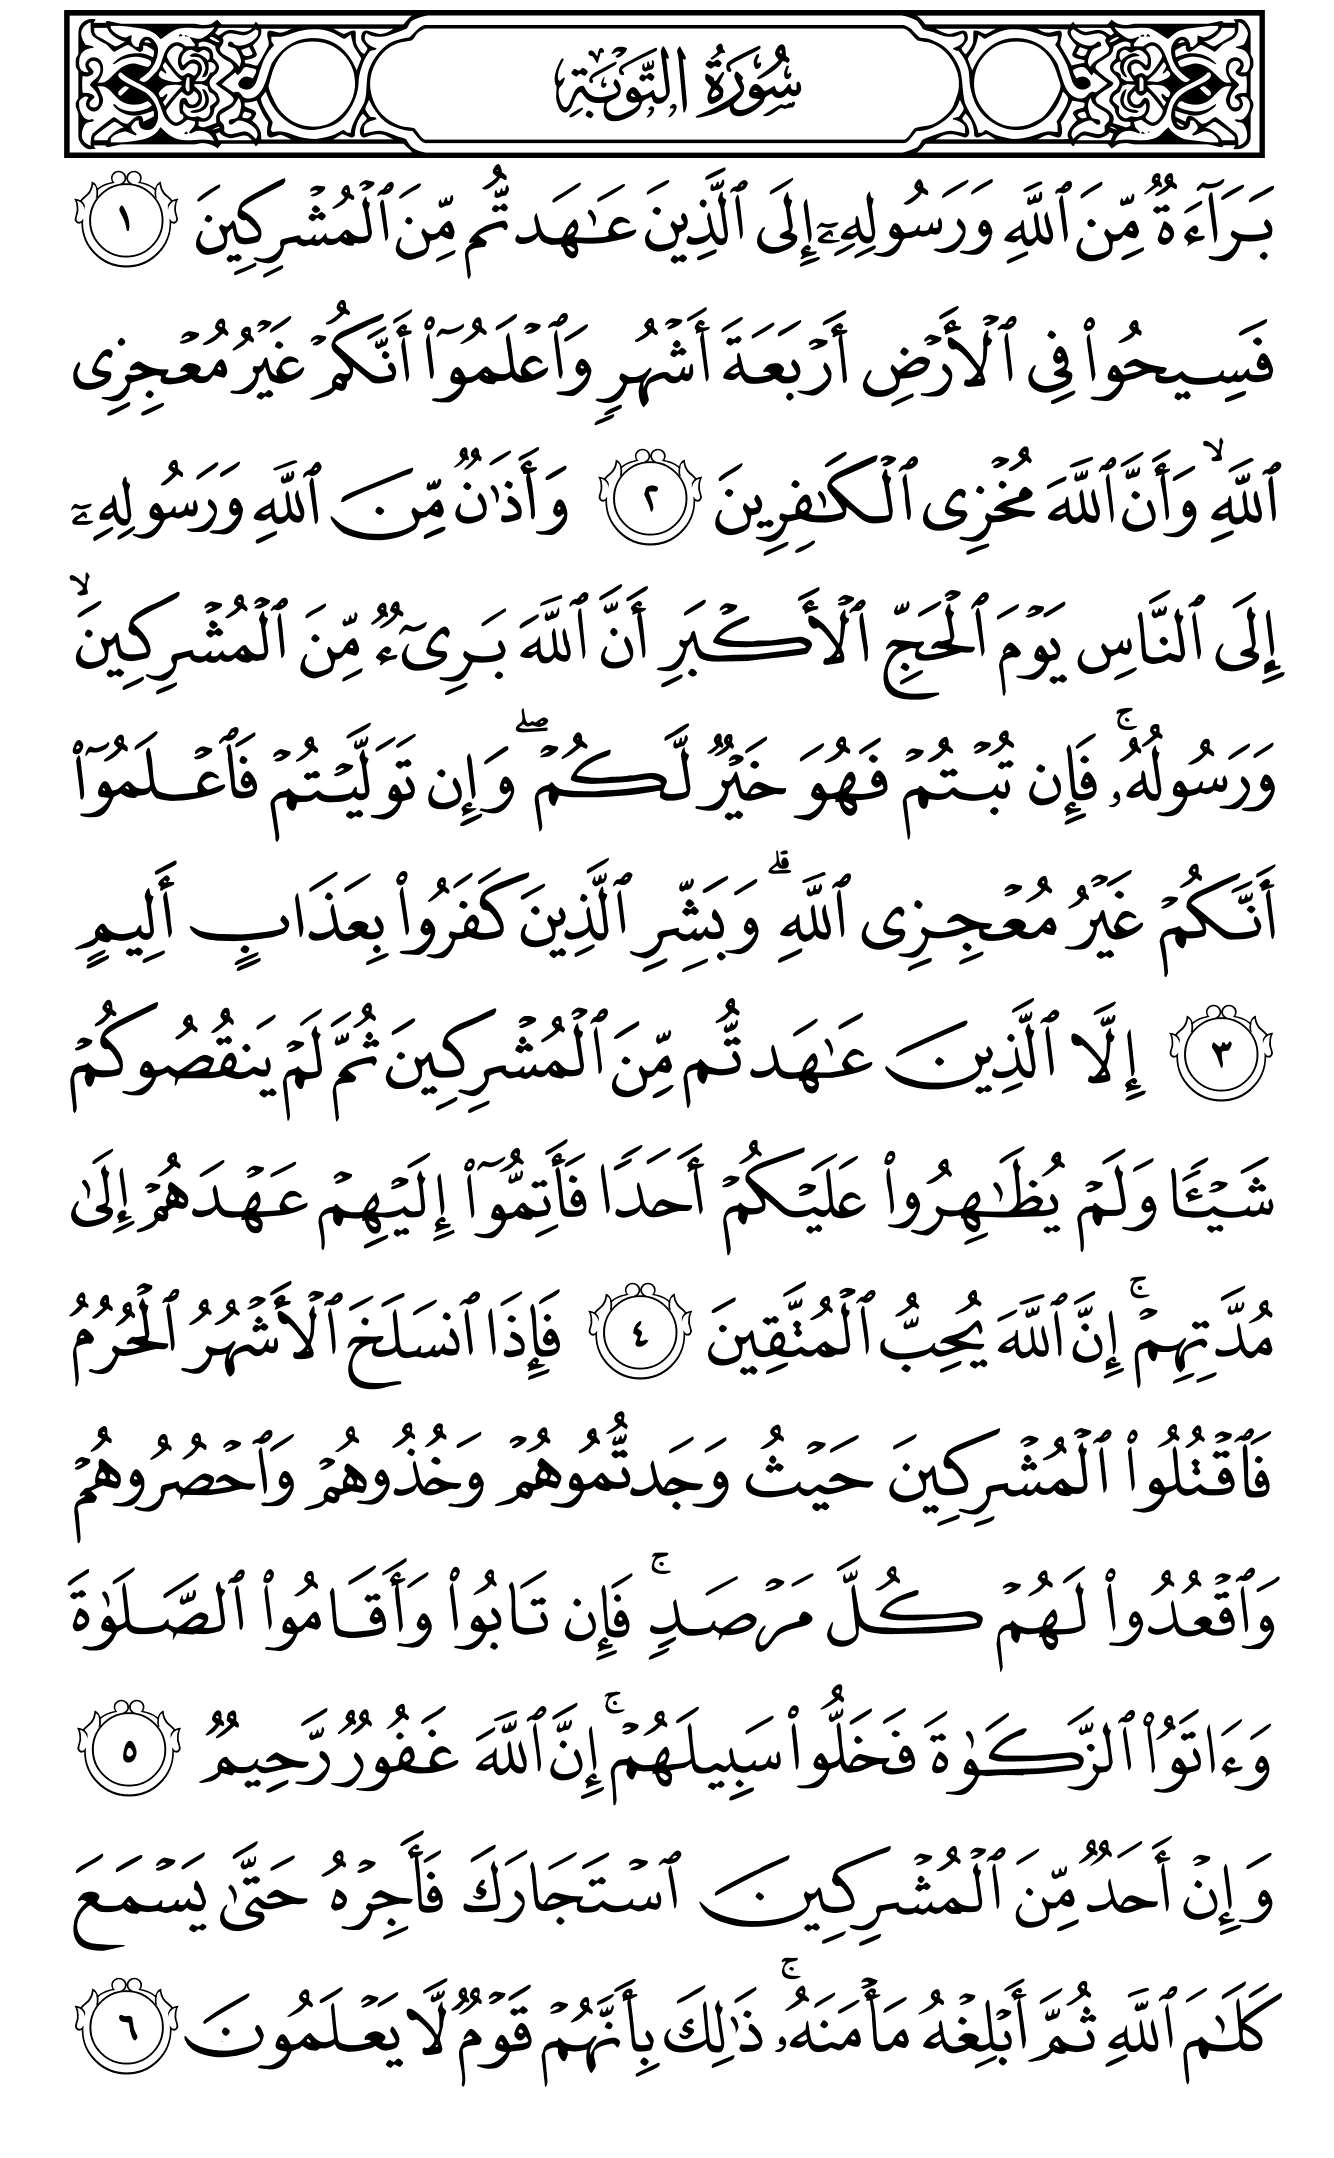 سُورَةُ التَّوۡبَةِ
بَرَآءَةٞ مِّنَ ٱللَّهِ وَرَسُولِهِۦٓ إِلَى ٱلَّذِينَ عَٰهَدتُّم مِّنَ ٱلۡمُشۡرِكِينَ ١
فَسِيحُواْ فِي ٱلۡأَرۡضِ أَرۡبَعَةَ أَشۡهُرٖ وَٱعۡلَمُوٓاْ أَنَّكُمۡ غَيۡرُ مُعۡجِزِي
ٱللَّهِۙ وَأَنَّ ٱللَّهَ مُخۡزِي ٱلۡكَٰفِرِينَ ٢ وَأَذَٰنٞ مِّنَ ٱللَّهِ وَرَسُولِهِۦٓ
إِلَى ٱلنَّاسِ يَوۡمَ ٱلۡحَجِّ ٱلۡأَكۡبَرِ أَنَّ ٱللَّهَ بَرِيٓءٞ مِّنَ ٱلۡمُشۡرِكِينَۙ
وَرَسُولُهُۥۚ فَإِن تُبۡتُمۡ فَهُوَ خَيۡرٞ لَّكُمۡۖ وَإِن تَوَلَّيۡتُمۡ فَٱعۡلَمُوٓاْ
أَنَّكُمۡ غَيۡرُ مُعۡجِزِي ٱللَّهِۗ وَبَشِّرِ ٱلَّذِينَ كَفَرُواْ بِعَذَابٍ أَلِيمٍ
٣ إِلَّا ٱلَّذِينَ عَٰهَدتُّم مِّنَ ٱلۡمُشۡرِكِينَ ثُمَّ لَمۡ يَنقُصُوكُمۡ
شَيۡـٔٗا وَلَمۡ يُظَٰهِرُواْ عَلَيۡكُمۡ أَحَدٗا فَأَتِمُّوٓاْ إِلَيۡهِمۡ عَهۡدَهُمۡ إِلَىٰ
مُدَّتِهِمۡۚ إِنَّ ٱللَّهَ يُحِبُّ ٱلۡمُتَّقِينَ ٤ فَإِذَا ٱنسَلَخَ ٱلۡأَشۡهُرُ ٱلۡحُرُمُ
فَٱقۡتُلُواْ ٱلۡمُشۡرِكِينَ حَيۡثُ وَجَدتُّمُوهُمۡ وَخُذُوهُمۡ وَٱحۡصُرُوهُمۡ
وَٱقۡعُدُواْ لَهُمۡ كُلَّ مَرۡصَدٖۚ فَإِن تَابُواْ وَأَقَامُواْ ٱلصَّلَوٰةَ
وَءَاتَوُاْ ٱلزَّكَوٰةَ فَخَلُّواْ سَبِيلَهُمۡۚ إِنَّ ٱللَّهَ غَفُورٞ رَّحِيمٞ ٥
وَإِنۡ أَحَدٞ مِّنَ ٱلۡمُشۡرِكِينَ ٱسۡتَجَارَكَ فَأَجِرۡهُ حَتَّىٰ يَسۡمَعَ
كَلَٰمَ ٱللَّهِ ثُمَّ أَبۡلِغۡهُ مَأۡمَنَهُۥۚ ذَٰلِكَ بِأَنَّهُمۡ قَوۡمٞ لَّا يَعۡلَمُونَ ٦